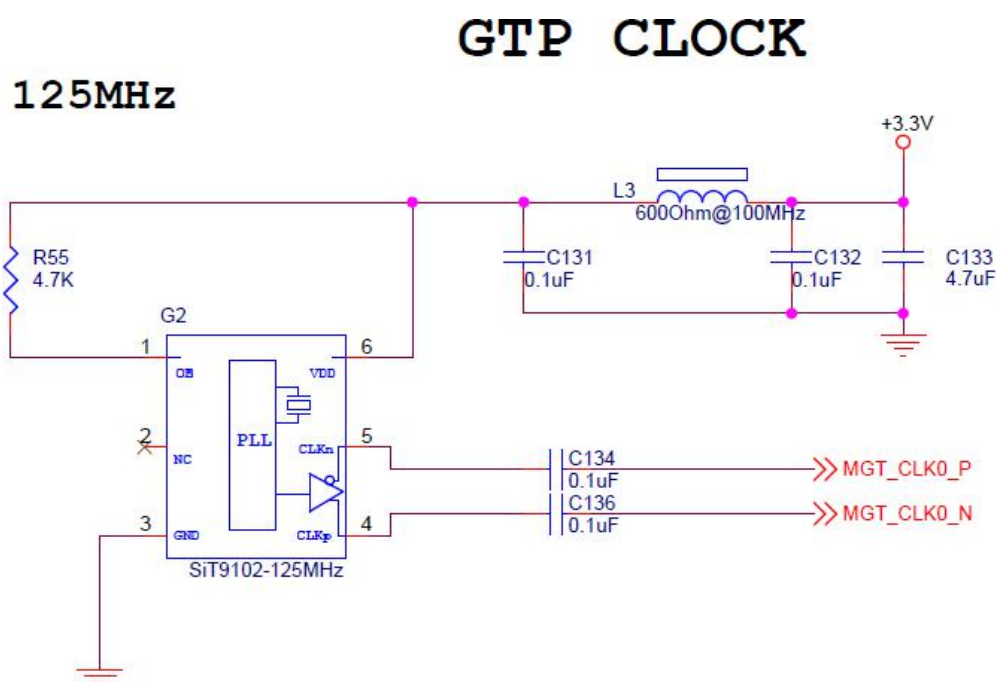 GTP CLOCK
125MHz
+3.3V
L3
600Ohm@100MHz
R55
4.7K
C131
0.1uF
C132
0.1uF
C133
4.7uF
G2
1
OE
VDD
6
PLL
2
NC
CLKn
5
3
GND
CLKp
4
SiT9102-125MHz
C134
0.1uF
MGT_CLK0_P
C136
0.1uF
MGT_CLK0_N